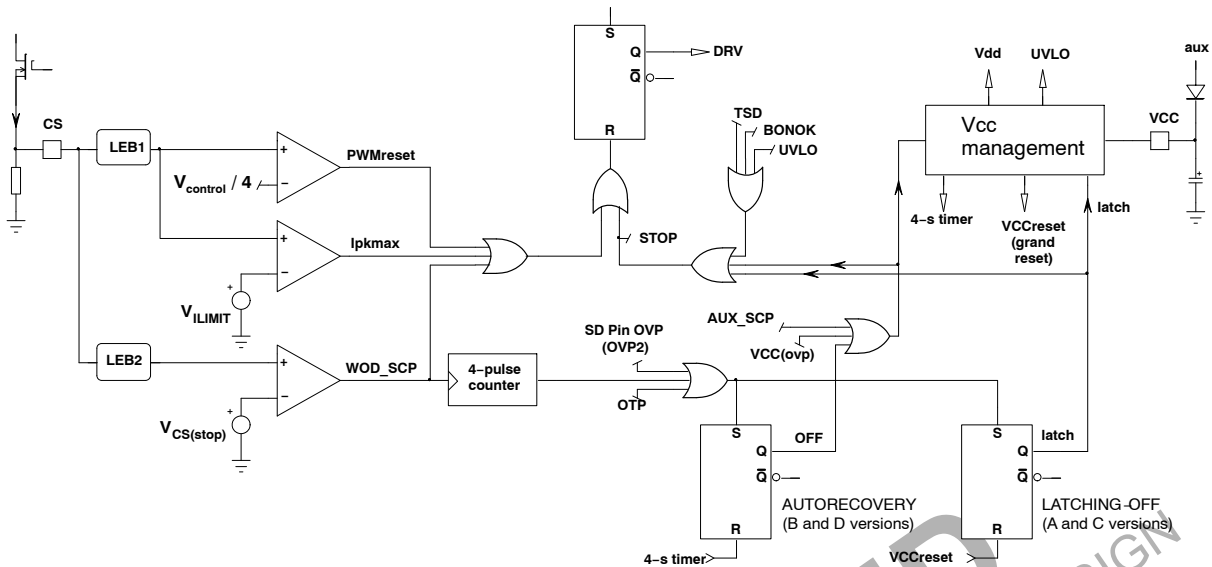 S
Q
Q
R
DRV
CS
LEB1
+
−
PWMreset
Vcontrol / 4
+
−
Ipkmax
+
VILIMIT
LEB2
+
−
WOD_SCP
+
VCS(stop)
4−pulse
counter
TSD
BONOK
UVLO
STOP
SD Pin OVP
(OVP2)
OTP
AUX_SCP
VCC(ovp)
Vdd
UVLO
aux
Vcc
management
VCC
+
4−s timer
VCCreset
(grand
reset)
latch
S
OFF
Q
Q
R
AUTORECOVERY
(B and D versions)
4−s timer
S
latch
Q
Q
R
LATCHING−OFF
(A and C versions)
VCCreset
SIGN